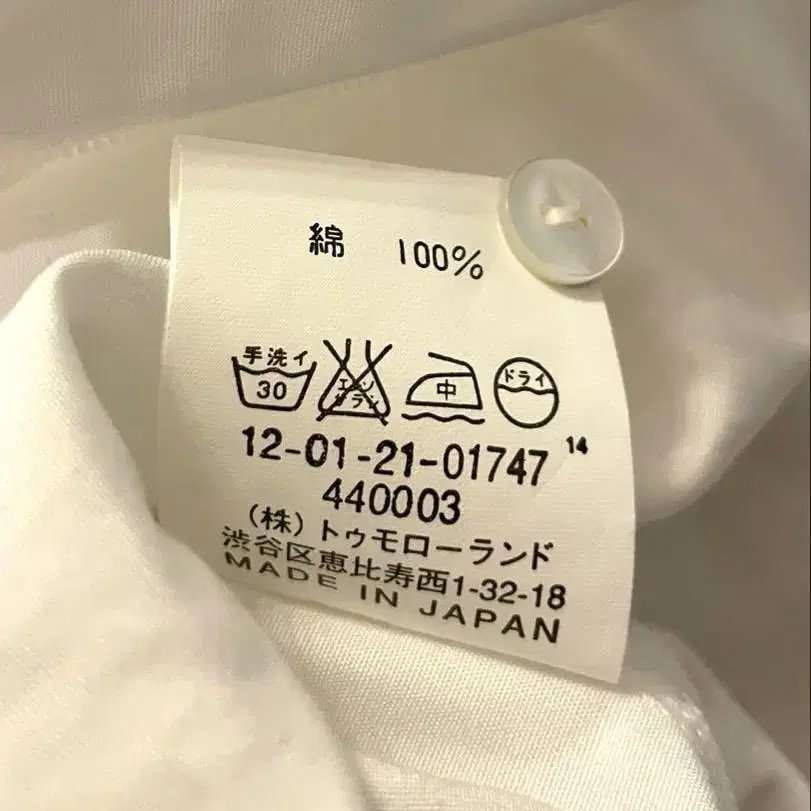 綿 100%
手洗イ
30
エンソ
サラシ
中
ドライ
12-01-21-01747 14
440003
(株)トゥモローランド
渋谷区恵比寿西1-32-18
MADE IN JAPAN